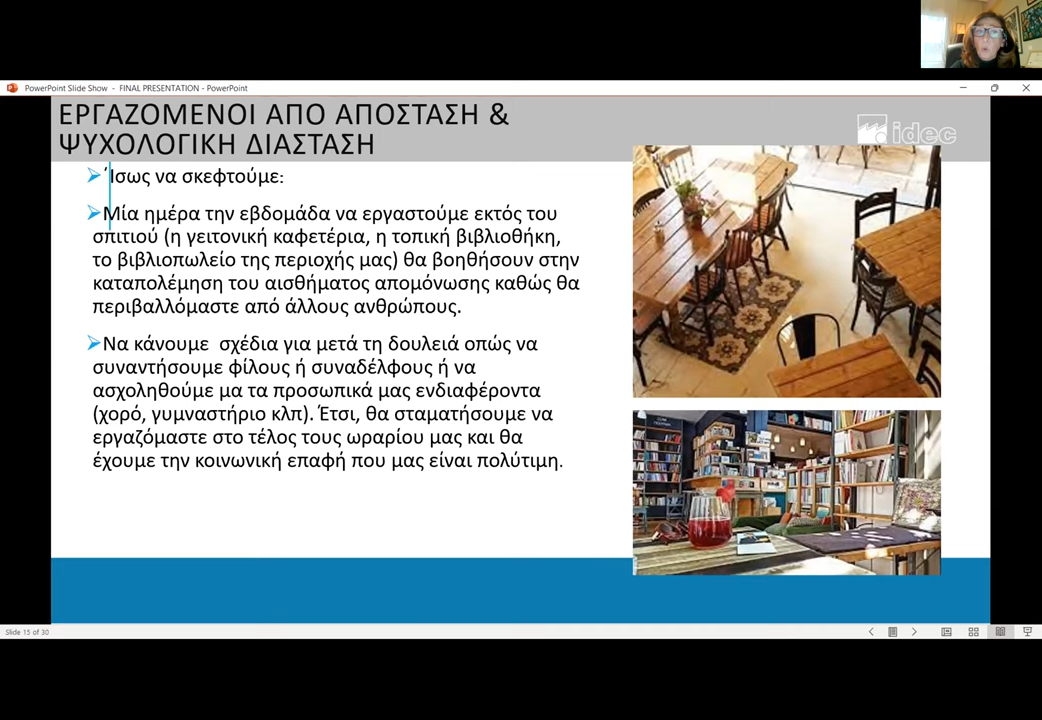 PowerPoint Slide Show - FINAL PRESENTATION - PowerPoint
ΕΡΓΑΖΟΜΕΝΟΙ ΑΠΟ ΑΠΟΣΤΑΣΗ &
ΨΥΧΟΛΟΓΙΚΗ ΔΙΑΣΤΑΣΗ
idec
΄Ισως να σκεφτούμε:
Μία ημέρα την εβδομάδα να εργαστούμε εκτός του
σπιτιού (η γειτονική καφετέρια, η τοπική βιβλιοθήκη,
το βιβλιοπωλείο της περιοχής μας) θα βοηθήσουν στην
καταπολέμηση του αισθήματος απομόνωσης καθώς θα
περιβαλλόμαστε από άλλους ανθρώπους.
Να κάνουμε  σχέδια για μετά τη δουλειά οπώς να
συναντήσουμε φίλους ή συναδέλφους ή να
ασχοληθούμε μα τα προσωπικά μας ενδιαφέροντα
(χορό, γυμναστήριο κλπ). Έτσι, θα σταματήσουμε να
εργαζόμαστε στο τέλος τους ωραρίου μας και θα
έχουμε την κοινωνική επαφή που μας είναι πολύτιμη.
Slide 15 of 30